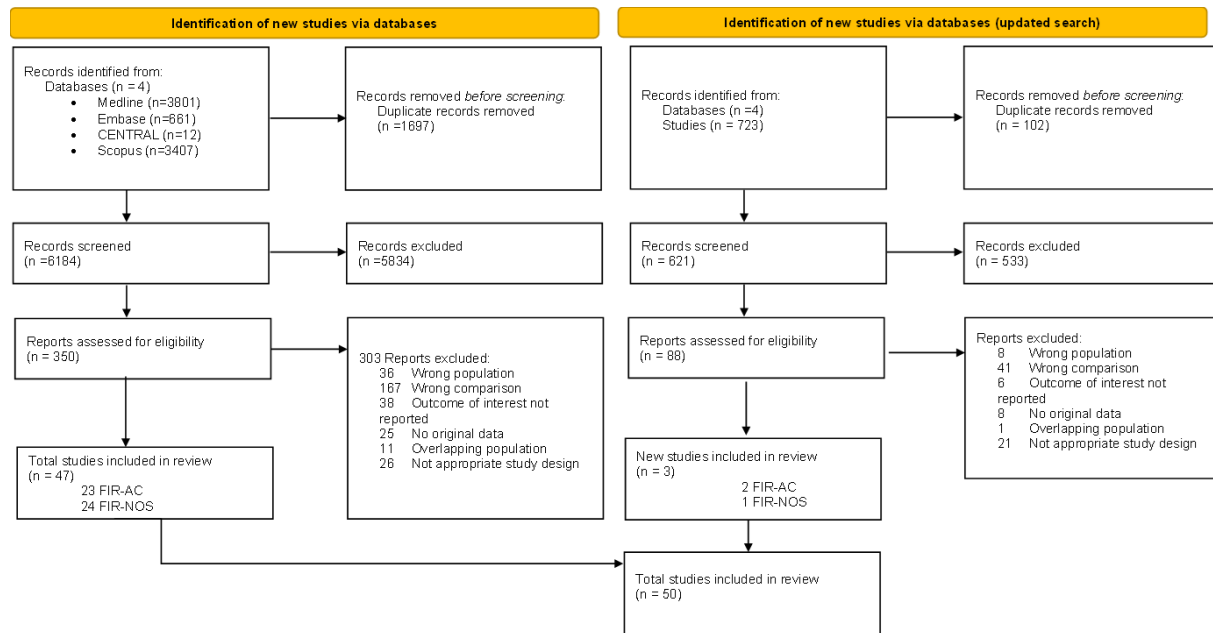 Identification of new studies via databases
Records identified from:
Databases (n = 4)
• Medline (n=3801)
• Embase (n=661)
• CENTRAL (n=12)
• Scopus (n=3407)
Records removed before screening:
Duplicate records removed
(n =1697)
Records screened
(n =6184)
Records excluded
(n =5834)
Reports assessed for eligibility
(n = 350)
303 Reports excluded:
36 Wrong population
167 Wrong comparison
38 Outcome of interest not
reported
25 No original data
11 Overlapping population
26 Not appropriate study design
Total studies included in review
(n = 47)
23 FIR-AC
24 FIR-NOS
Identification of new studies via databases (updated search)
Records identified from:
Databases (n =4)
Studies (n = 723)
Records removed before screening:
Duplicate records removed
(n = 102)
Records screened
(n = 621)
Records excluded
(n = 533)
Reports assessed for eligibility
(n = 88)
Reports excluded:
8 Wrong population
41 Wrong comparison
6 Outcome of interest not
reported
8 No original data
1 Overlapping population
21 Not appropriate study design
New studies included in review
(n = 3)
2 FIR-AC
1 FIR-NOS
Total studies included in review
(n = 50)